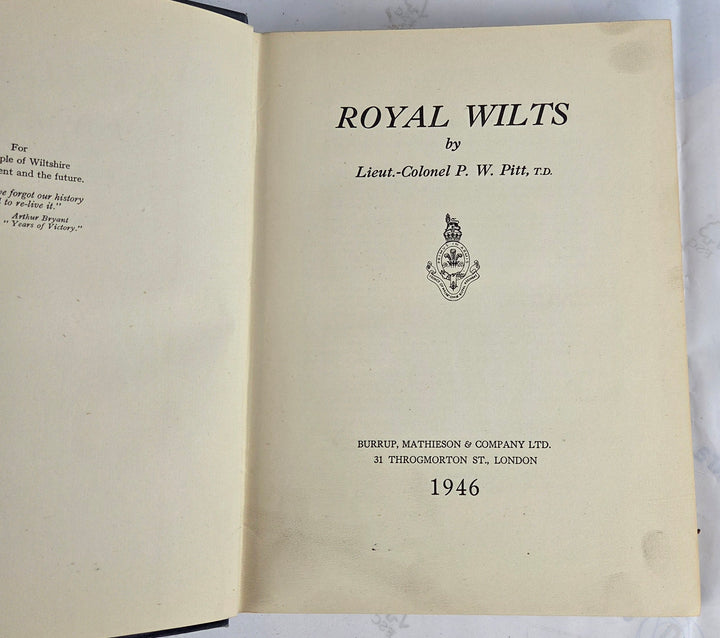 For
ple of Wiltshire
ent and the future.
ve forgot our history
to re-live it."
Arthur Bryant
" Years of Victory."
ROYAL WILTS
by
Lieut.-Colonel P. W. Pitt, T.D.
BURRUP, MATHIESON & COMPANY LTD.
31 THROGMORTON ST., LONDON
1946